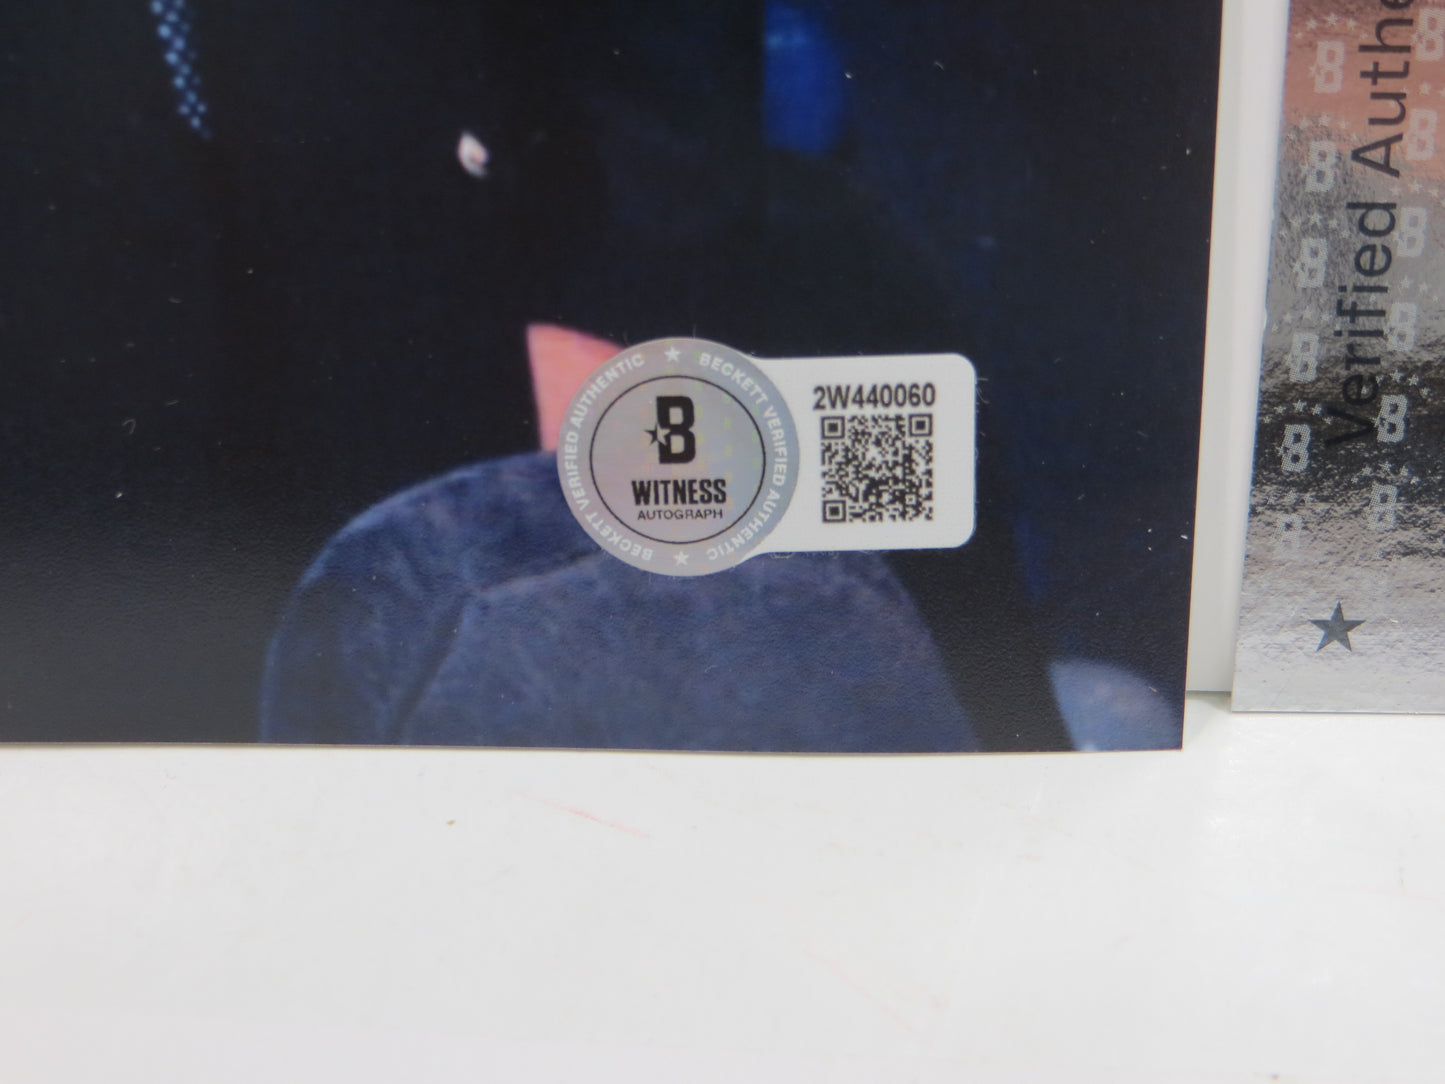 BECKETT VERIFIED AUTHENTIC
BECKETT VERIFIED AUTHENTIC
B
WITNESS
AUTOGRAPH
2W440060
Verified Authe